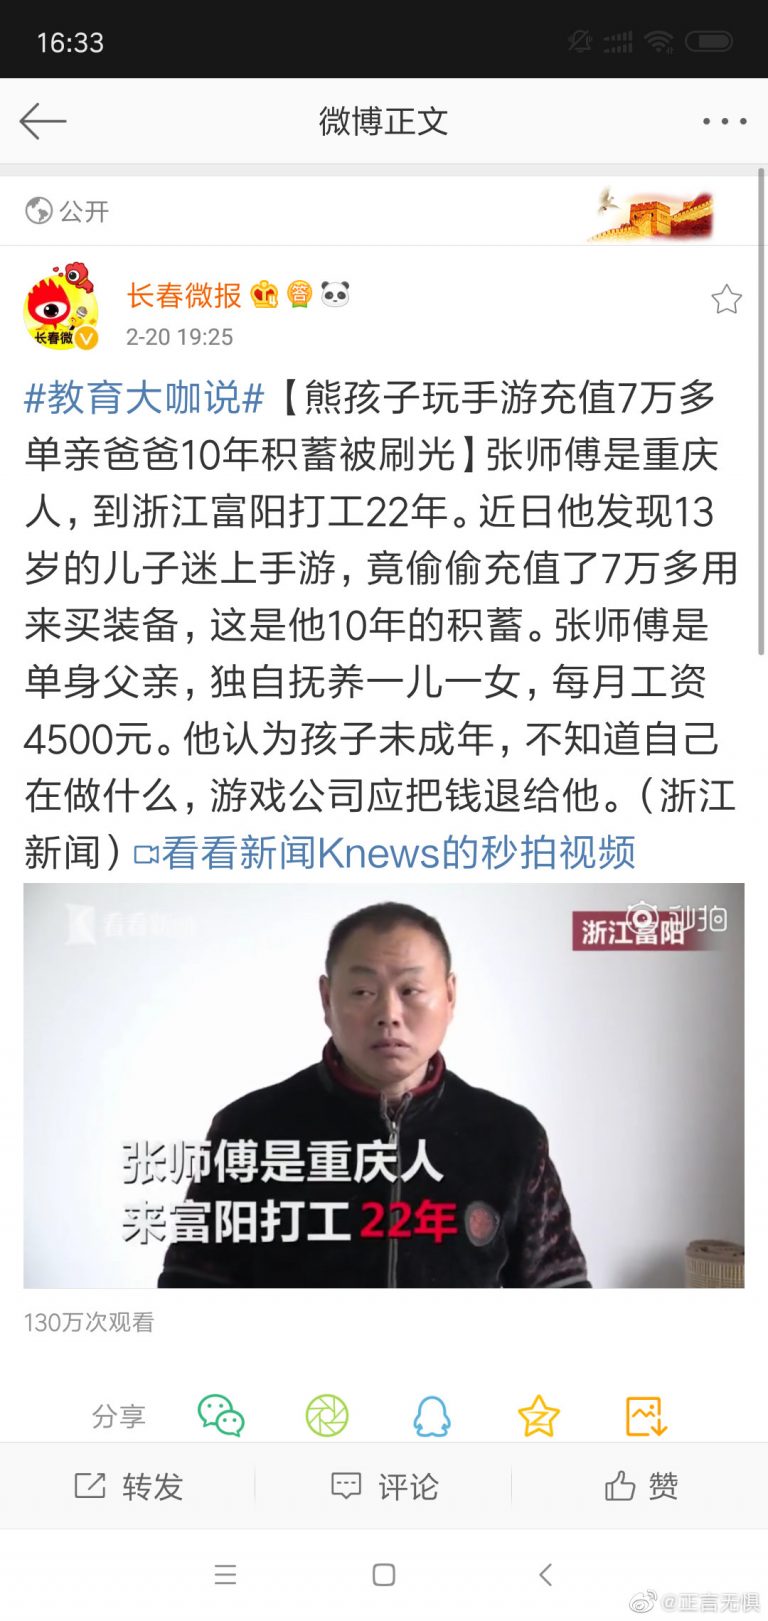 16:33
微博正文
公开
长春微报
2-20 19:25
#教育大咖说#【熊孩子玩手游充值7万多
单亲爸爸10年积蓄被刷光】张师傅是重庆
人，到浙江富阳打工22年。近日他发现13
岁的儿子迷上手游，竟偷偷充值了7万多用
来买装备，这是他10年的积蓄。张师傅是
单身父亲，独自抚养一儿一女，每月工资
4500元。他认为孩子未成年，不知道自己
在做什么，游戏公司应把钱退给他。（浙江
新闻）看看新闻Knews的秒拍视频
看看新闻
秒拍
浙江富阳
张师傅是重庆人
来富阳打工22年
130万次观看
分享
转发
评论
赞
@正言无惧